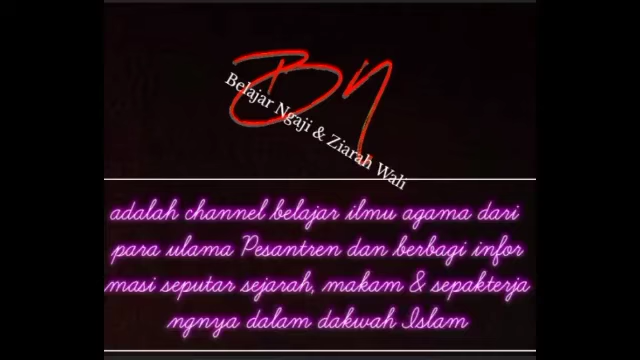 BN
Belajar Ngaji & Ziarah Wali
adalah channel belajar ilmu agama dari
para ulama Pesantren dan berbagi infor
masi seputar sejarah, makam & sepakterja
ngnya dalam dakwah Islam